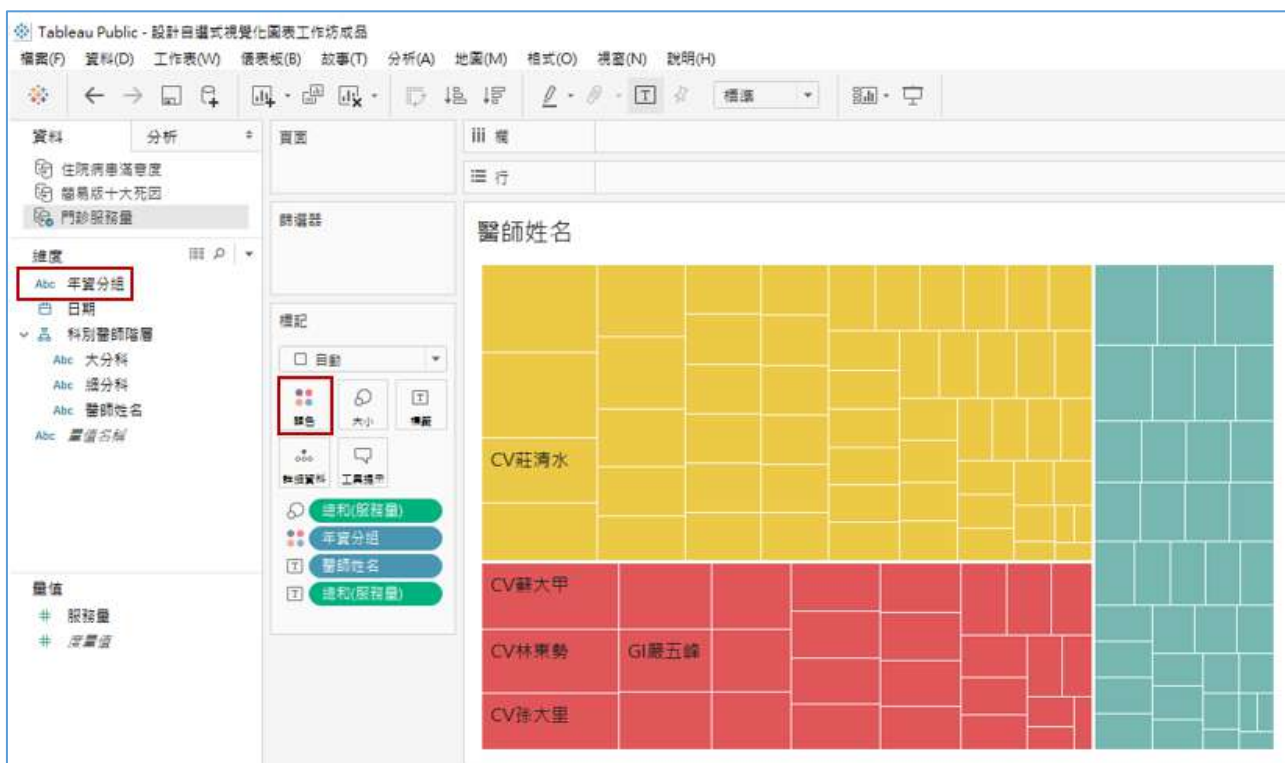 Tableau Public - 設計自選式視覺化圖表工作坊成品
檔案(F) 資料(D) 工作表(W) 儀表板(B) 故事(T) 分析(A) 地圖(M) 格式(O) 視窗(N) 說明(H)
標準
資料 分析
頁面
欄
住院病患滿意度
簡易版十大死因
門診服務量
行
篩選器
醫師姓名
維度
Abc 年資分組
日期
科別醫師階層
Abc 大分科
Abc 細分科
Abc 醫師姓名
Abc 量值名稱
標記
自動
顏色 大小 標籤
詳細資料 工具提示
總和(服務量)
年資分組
醫師姓名
總和(服務量)
量值
服務量
度量值
CV莊清水
CV蘇大甲
CV林東勢 GI嚴五峰
CV孫大里